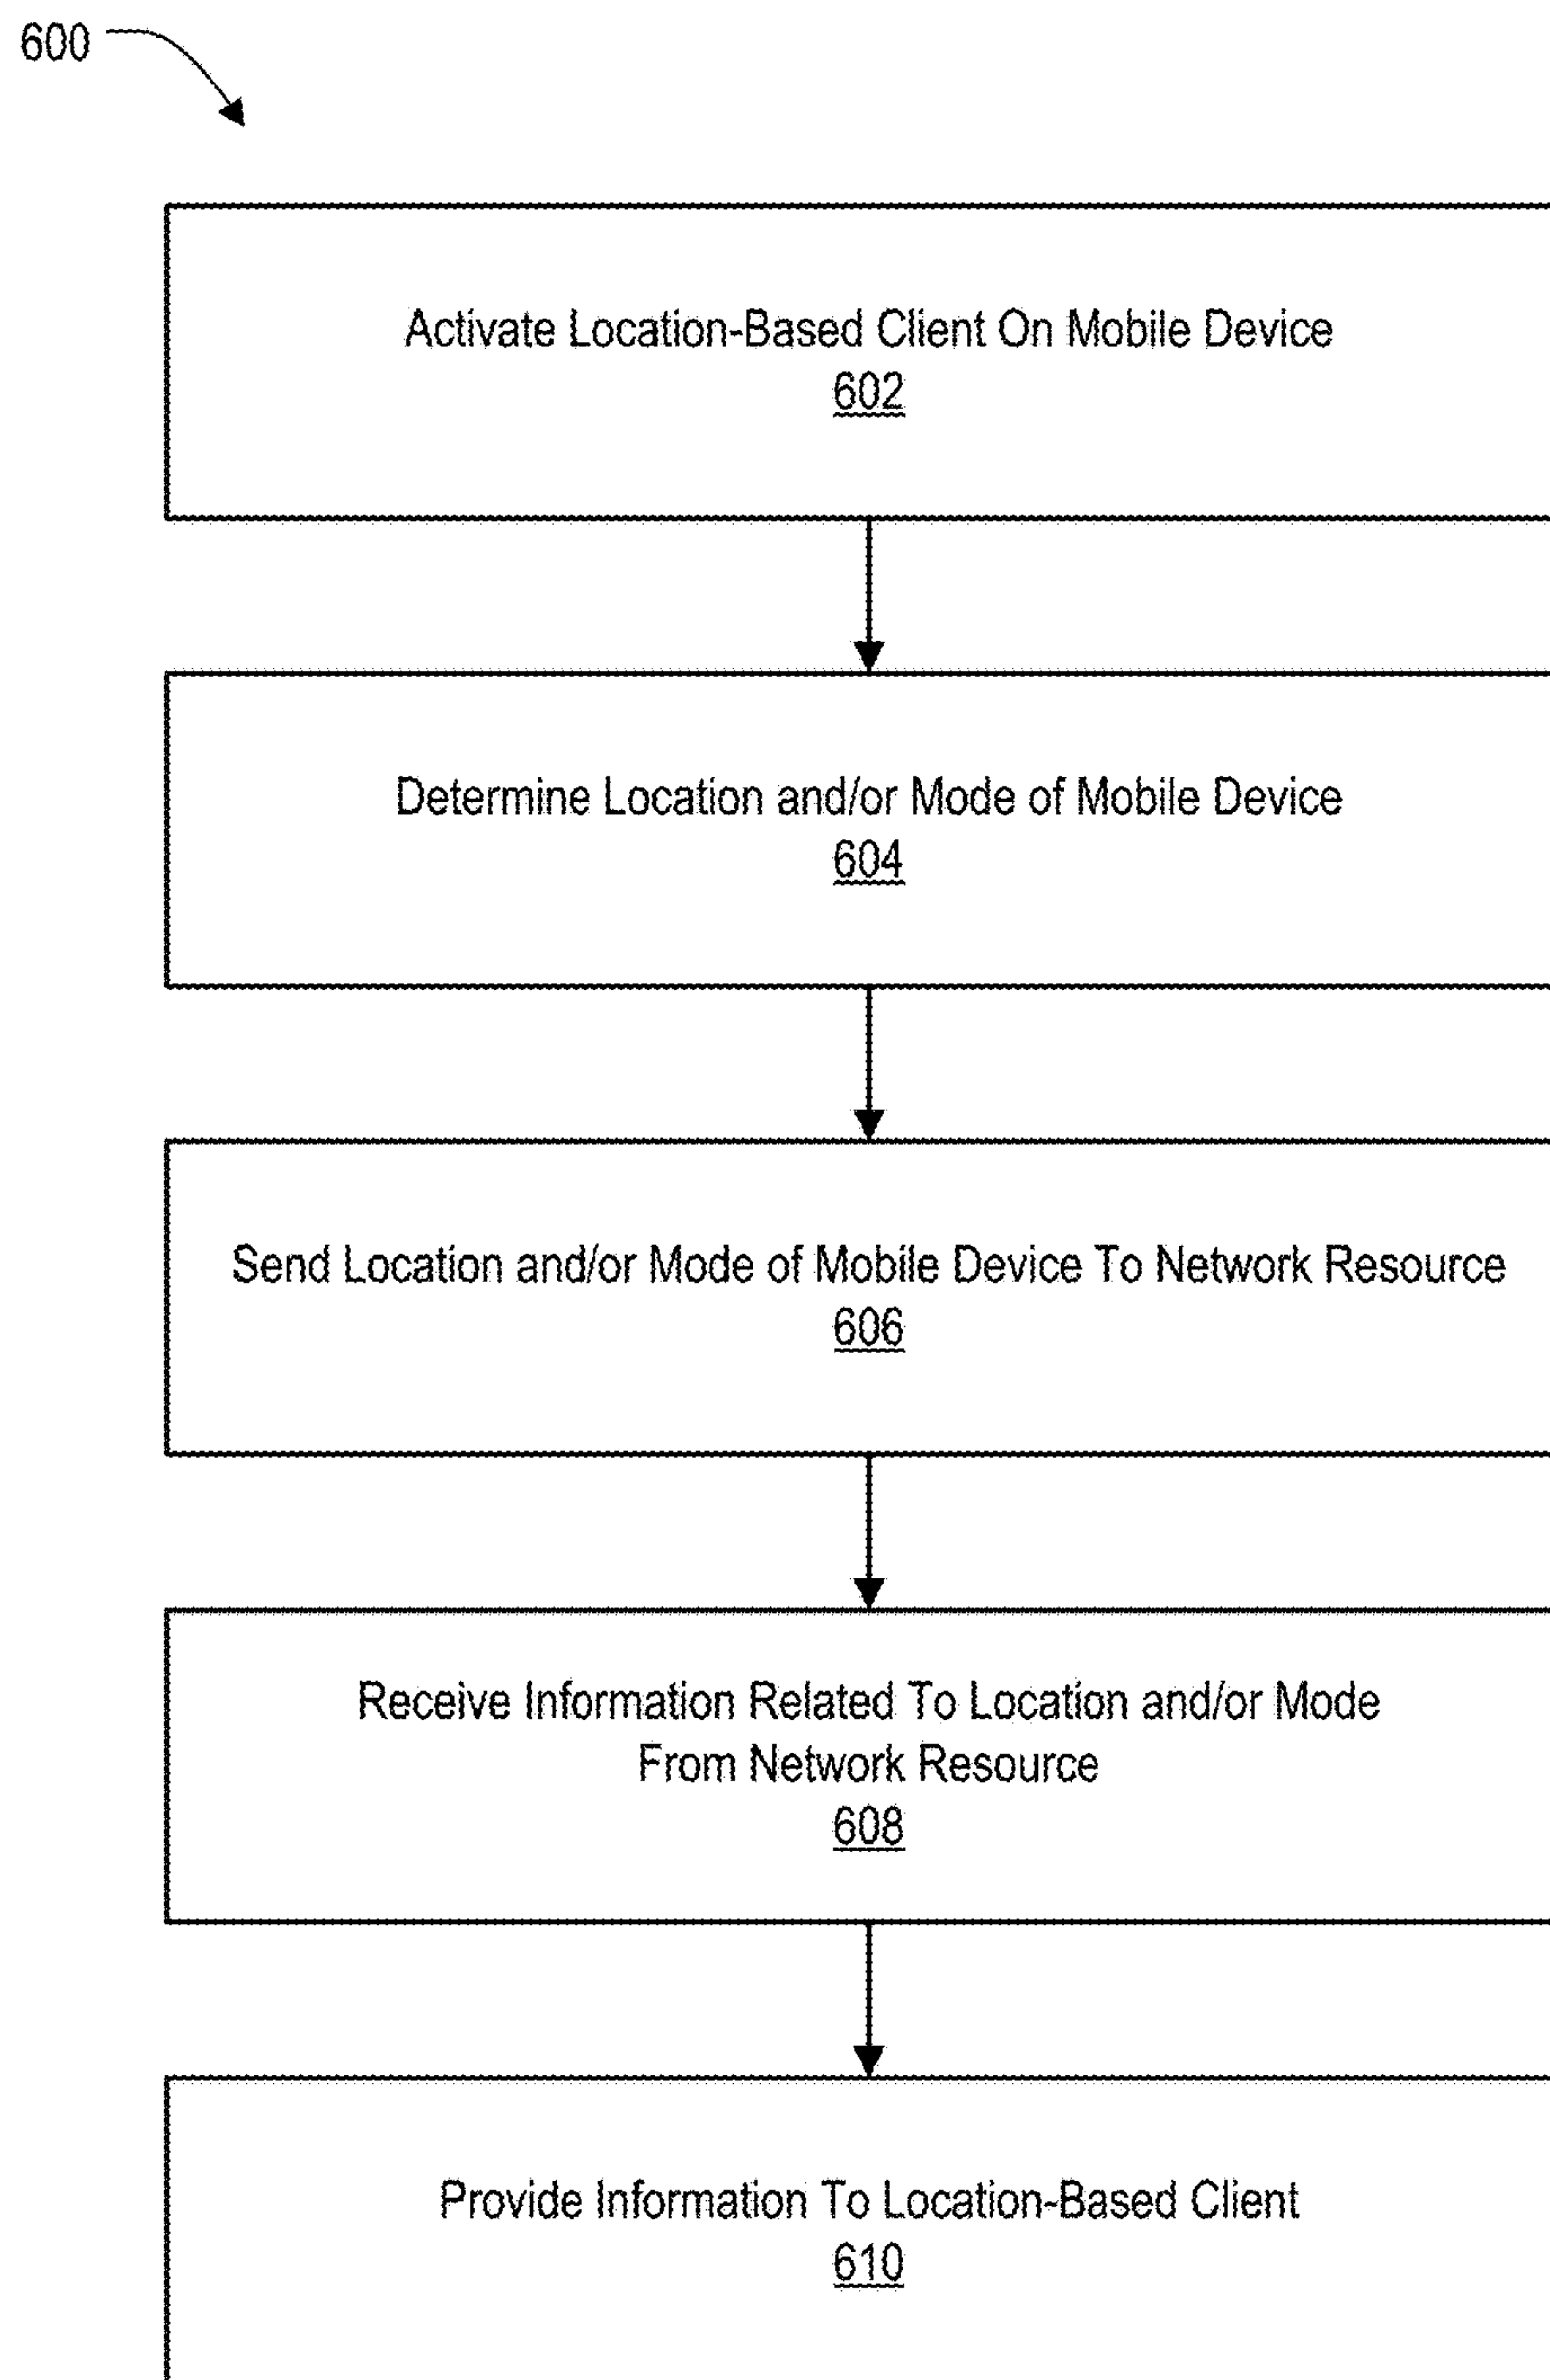 600
Activate Location-Based Client On Mobile Device
602
Determine Location and/or Mode of Mobile Device
604
Send Location and/or Mode of Mobile Device To Network Resource
606
Receive Information Related To Location and/or Mode
From Network Resource
608
Provide Information To Location-Based Client
610